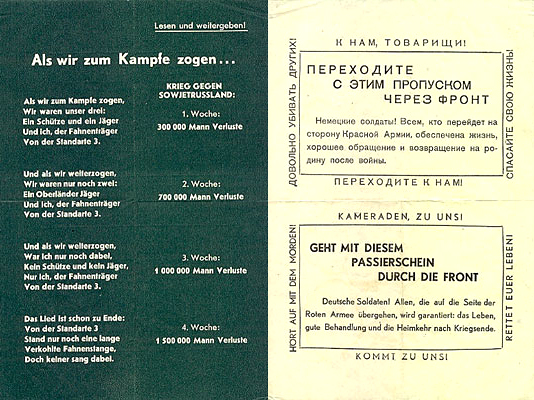 Lesen und weitergeben!
Als wir zum Kampfe zogen...
KRIEG GEGEN
SOWJETRUSSLAND:
Als wir zum Kampfe zogen,
Wir waren unser drei:
Ein Schütze und ein Jäger
Und ich, der Fahnenträger
Von der Standarte 3.
1. Woche:
300 000 Mann Verluste
Und als wir weiterzogen,
Wir waren nur noch zwei:
Ein Oberländer Jäger
Und ich, der Fahnenträger
Von der Standarte 3.
2. Woche:
700 000 Mann Verluste
Und als wir weiterzogen,
War ich nur noch dabei,
Kein Schütze und kein Jäger,
Nur ich, der Fahnenträger
Von der Standarte 3.
3. Woche:
1 000 000 Mann Verluste
Das Lied ist schon zu Ende:
Von der Standarte 3
Stand nur noch eine lange
Verkohlte Fahnenstange,
Doch keiner sang dabei.
4. Woche:
1 500 000 Mann Verluste
К НАМ, ТОВАРИЩИ!
ДОВОЛЬНО УБИВАТЬ ДРУГИХ!
ПЕРЕХОДИТЕ
С ЭТИМ ПРОПУСКОМ
ЧЕРЕЗ ФРОНТ
Немецкие солдаты! Всем, кто перейдет на
сторону Красной Армии, обеспечена жизнь,
хорошее обращение и возвращение на ро-
дину после войны.
СПАСАЙТЕ СВОЮ ЖИЗНЬ!
ПЕРЕХОДИТЕ К НАМ!
KAMERADEN, ZU UNS!
HÖRT AUF MIT DEM MORDEN!
GEHT MIT DIESEM
PASSIERSCHEIN
DURCH DIE FRONT
Deutsche Soldaten! Allen, die auf die Seite der
Roten Armee übergehen, wird garantiert: das Leben,
gute Behandlung und die Heimkehr nach Kriegsende.
RETTET EUER LEBEN!
KOMMT ZU UNS!